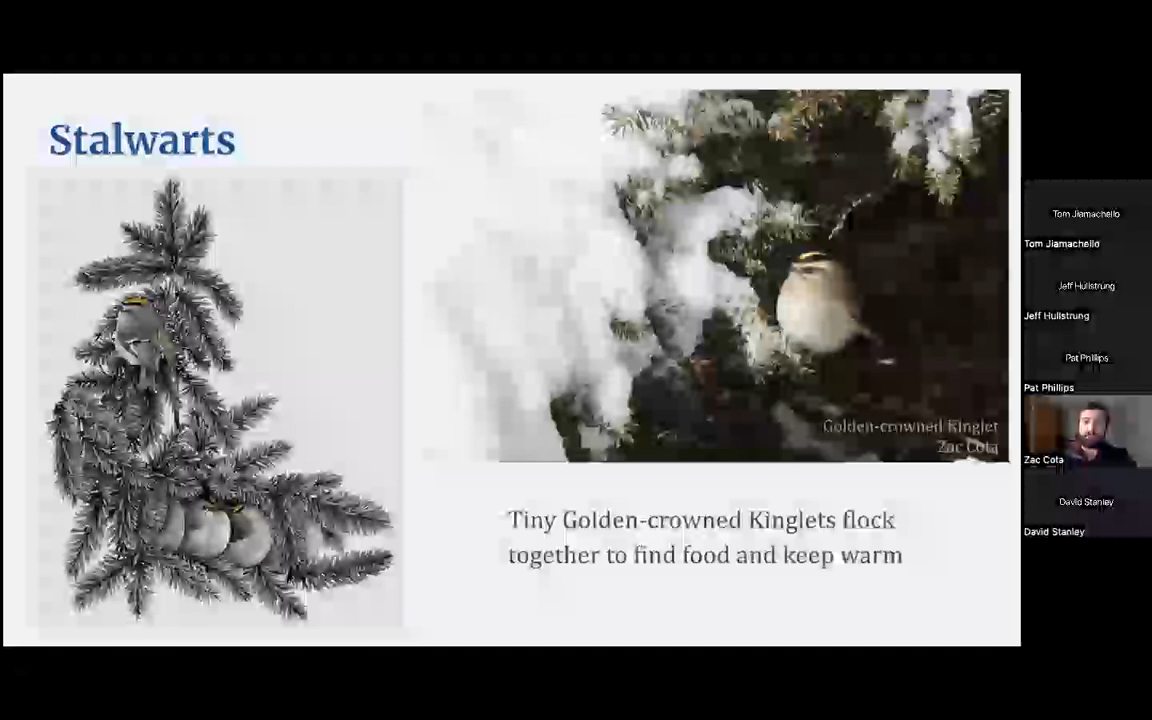 Stalwarts
Golden-crowned Kinglet
Zac Cota
Tiny Golden-crowned Kinglets flock
together to find food and keep warm
Tom Jiamachello
Tom Jiamachello
Jeff Hullstrung
Jeff Hullstrung
Pat Phillips
Pat Phillips
Zac Cota
David Stanley
David Stanley